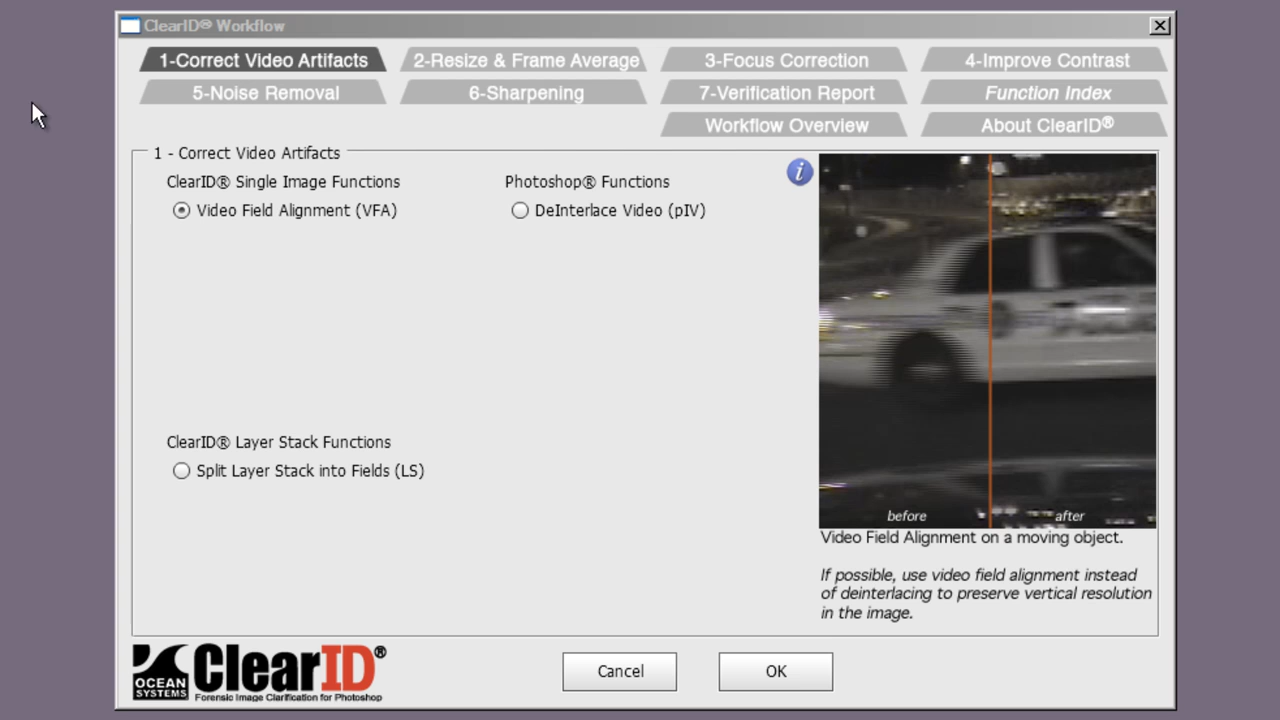 ClearID® Workflow
1-Correct Video Artifacts
2-Resize & Frame Average
3-Focus Correction
4-Improve Contrast
5-Noise Removal
6-Sharpening
7-Verification Report
Function Index
Workflow Overview
About ClearID®
1 - Correct Video Artifacts
ClearID® Single Image Functions
Photoshop® Functions
i
Video Field Alignment (VFA)
DeInterlace Video (pIV)
ClearID® Layer Stack Functions
Split Layer Stack into Fields (LS)
before
after
Video Field Alignment on a moving object.
If possible, use video field alignment instead
of deinterlacing to preserve vertical resolution
in the image.
OCEAN
SYSTEMS
ClearID®
Forensic Image Clarification for Photoshop
Cancel
OK